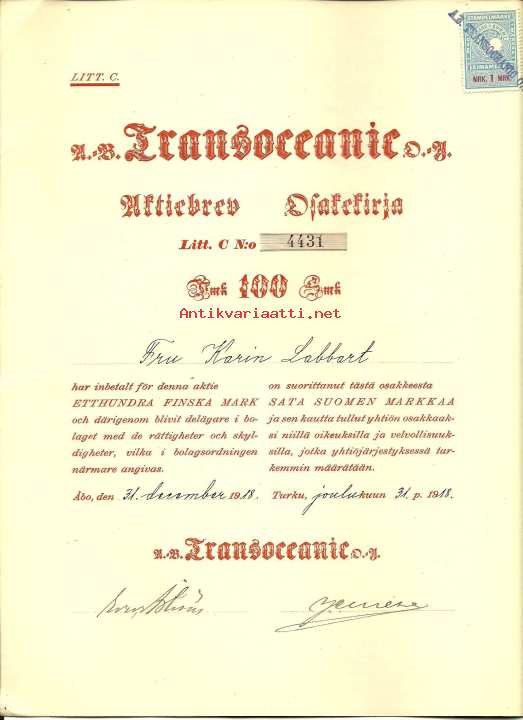 LITT. C.
STEMPELMÄRKE
MRK. 1 MRK.
A.-B. Transoceanic O.-Y.
Aktiebrev Osakekirja
Litt. C N:o 4431
Fmk 100 Smk
Antikvariaatti.net
Fru Karin Labbart
har inbetalt för denna aktie
ETTHUNDRA FINSKA MARK
och därigenom blivit delägare i bo-
laget med de rättigheter och skyl-
digheter, vilka i bolagsordningen
närmare angivas.
Åbo, den 31. december 1918.
on suorittanut tästä osakkeesta
SATA SUOMEN MARKKAA
ja sen kautta tullut yhtiön osakkaak-
si niillä oikeuksilla ja velvollisuuk-
silla, jotka yhtiöjärjestyksessä tar-
kemmin määrätään.
Turku, joulukuun 31. p. 1918.
A.-B. Transoceanic O.-Y.